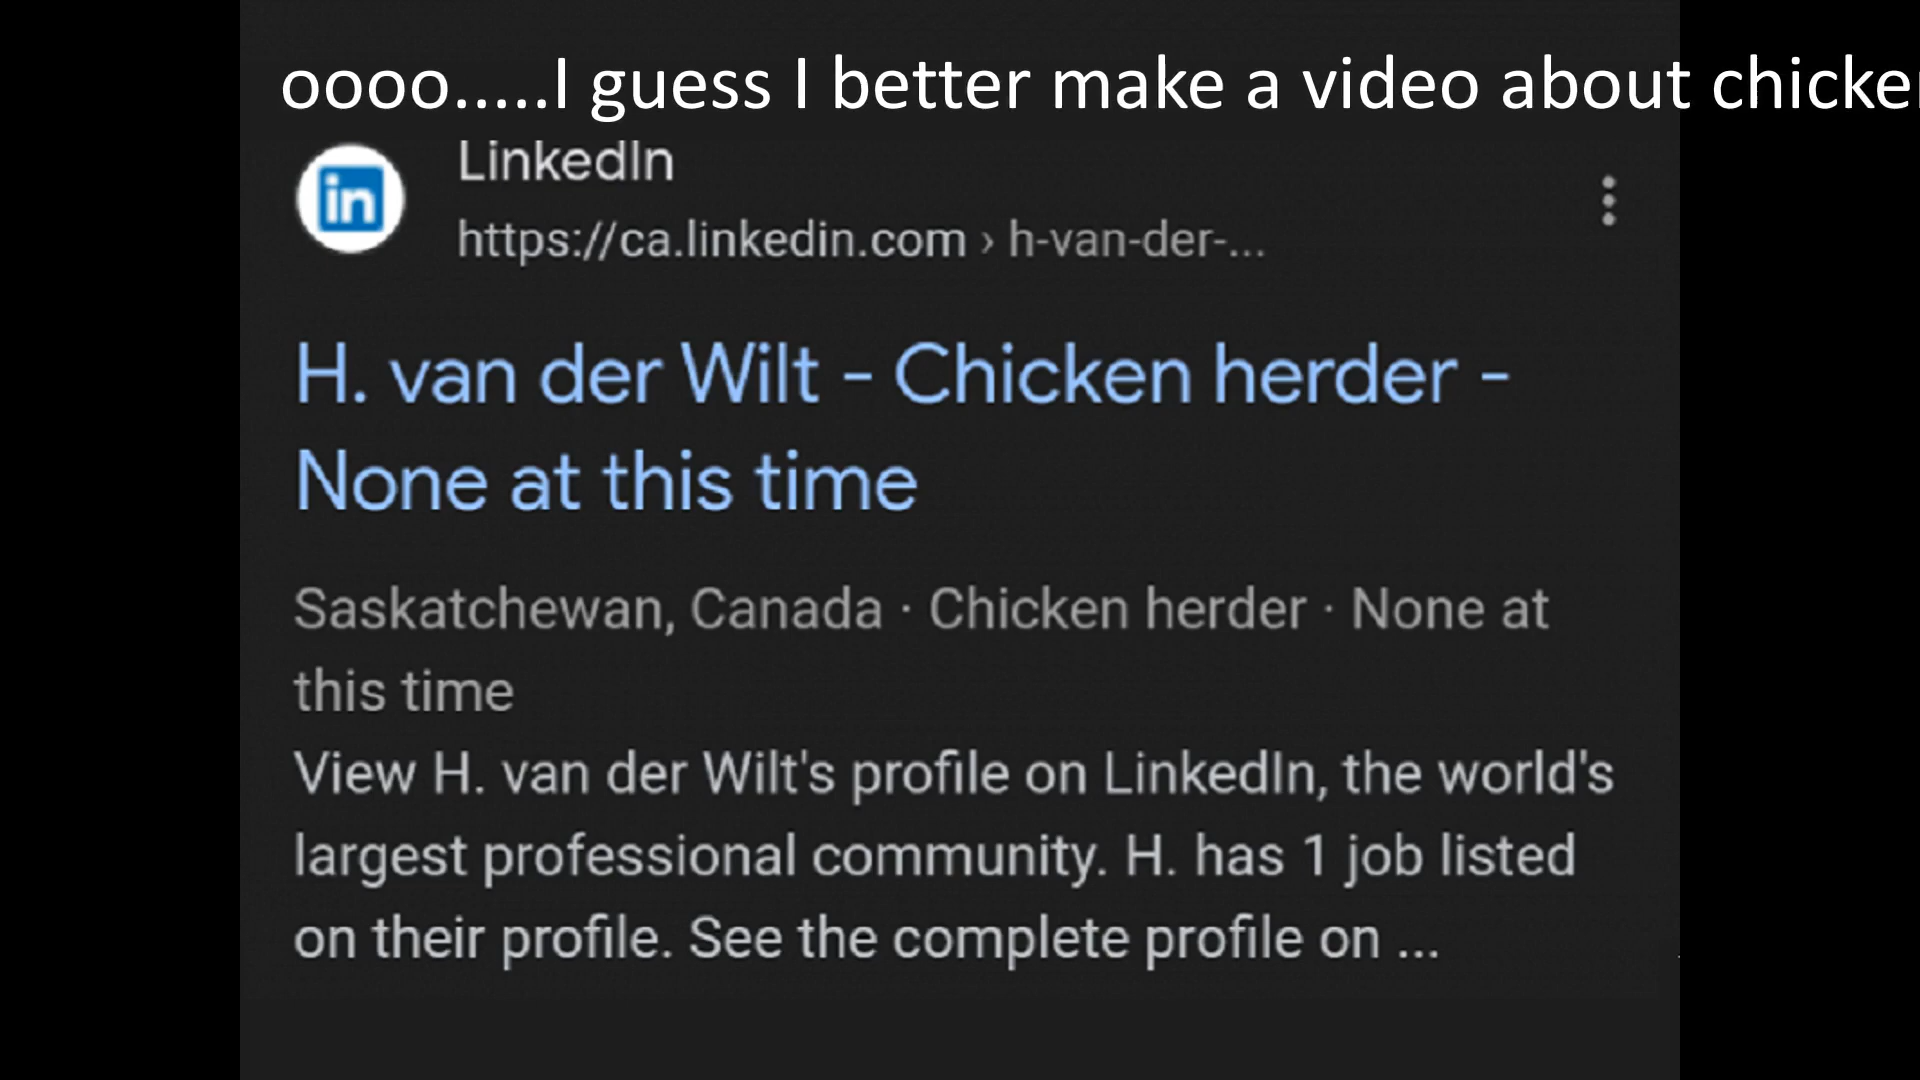 oooo.....I guess I better make a video about
LinkedIn
https://ca.linkedin.com › h-van-der-...
in
H. van der Wilt - Chicken herder -
None at this time
Saskatchewan, Canada · Chicken herder · None at
this time
View H. van der Wilt's profile on LinkedIn, the world's
largest professional community. H. has 1 job listed
on their profile. See the complete profile on ...